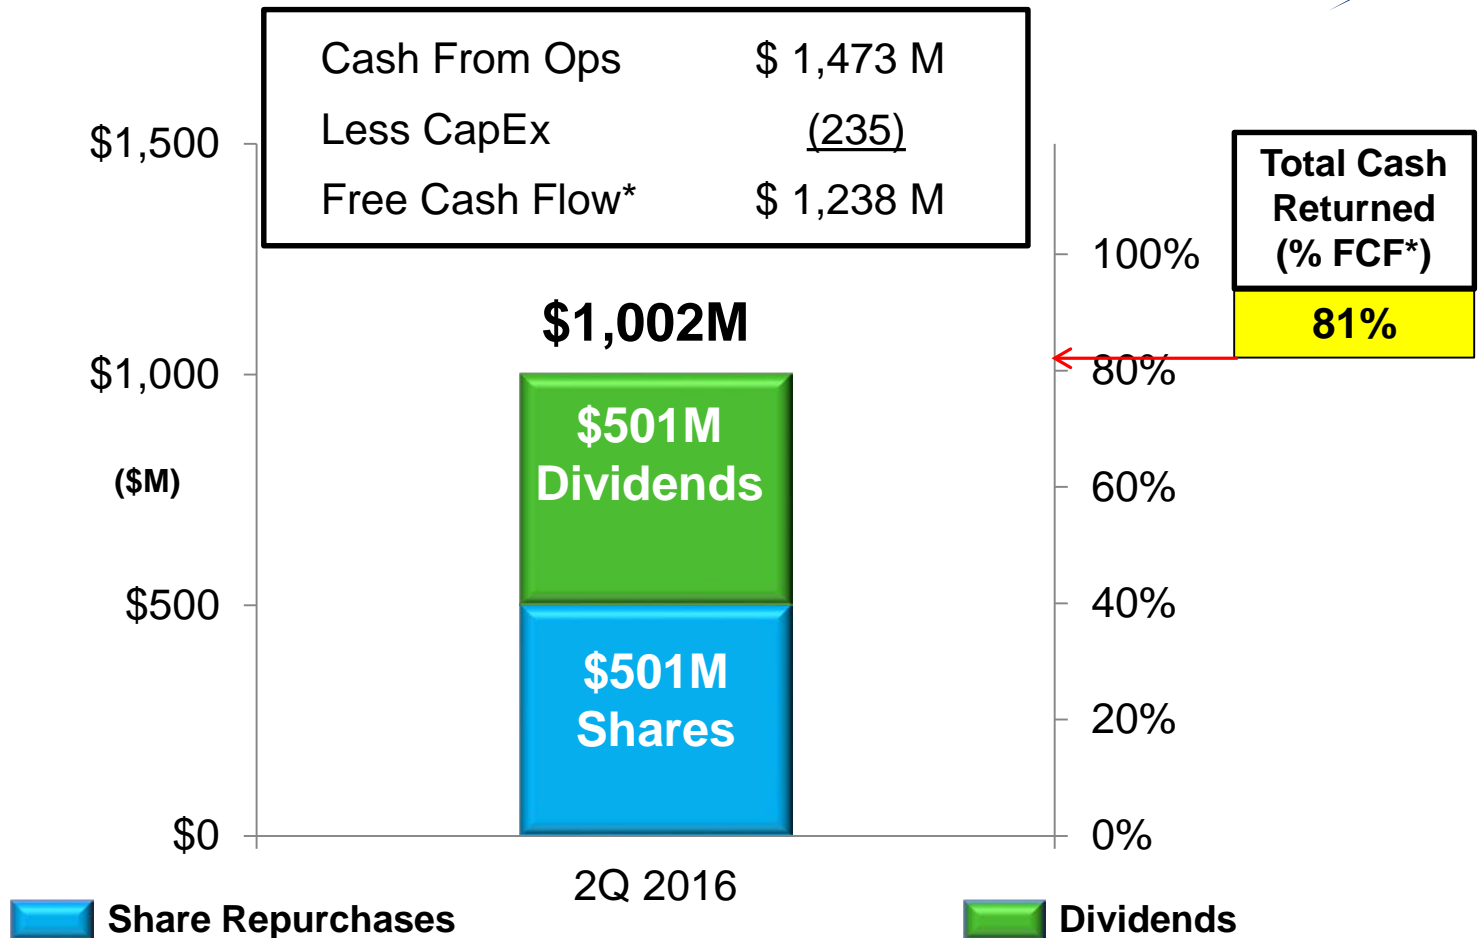 Cash From Ops $ 1,473 M
Less CapEx (235)
Free Cash Flow* $ 1,238 M
$1,500
$1,000
($M)
$500
$0
$1,002M
$501M
Dividends
$501M
Shares
2Q 2016
100%
80%
60%
40%
20%
0%
Total Cash
Returned
(% FCF*)
81%
Share Repurchases
Dividends